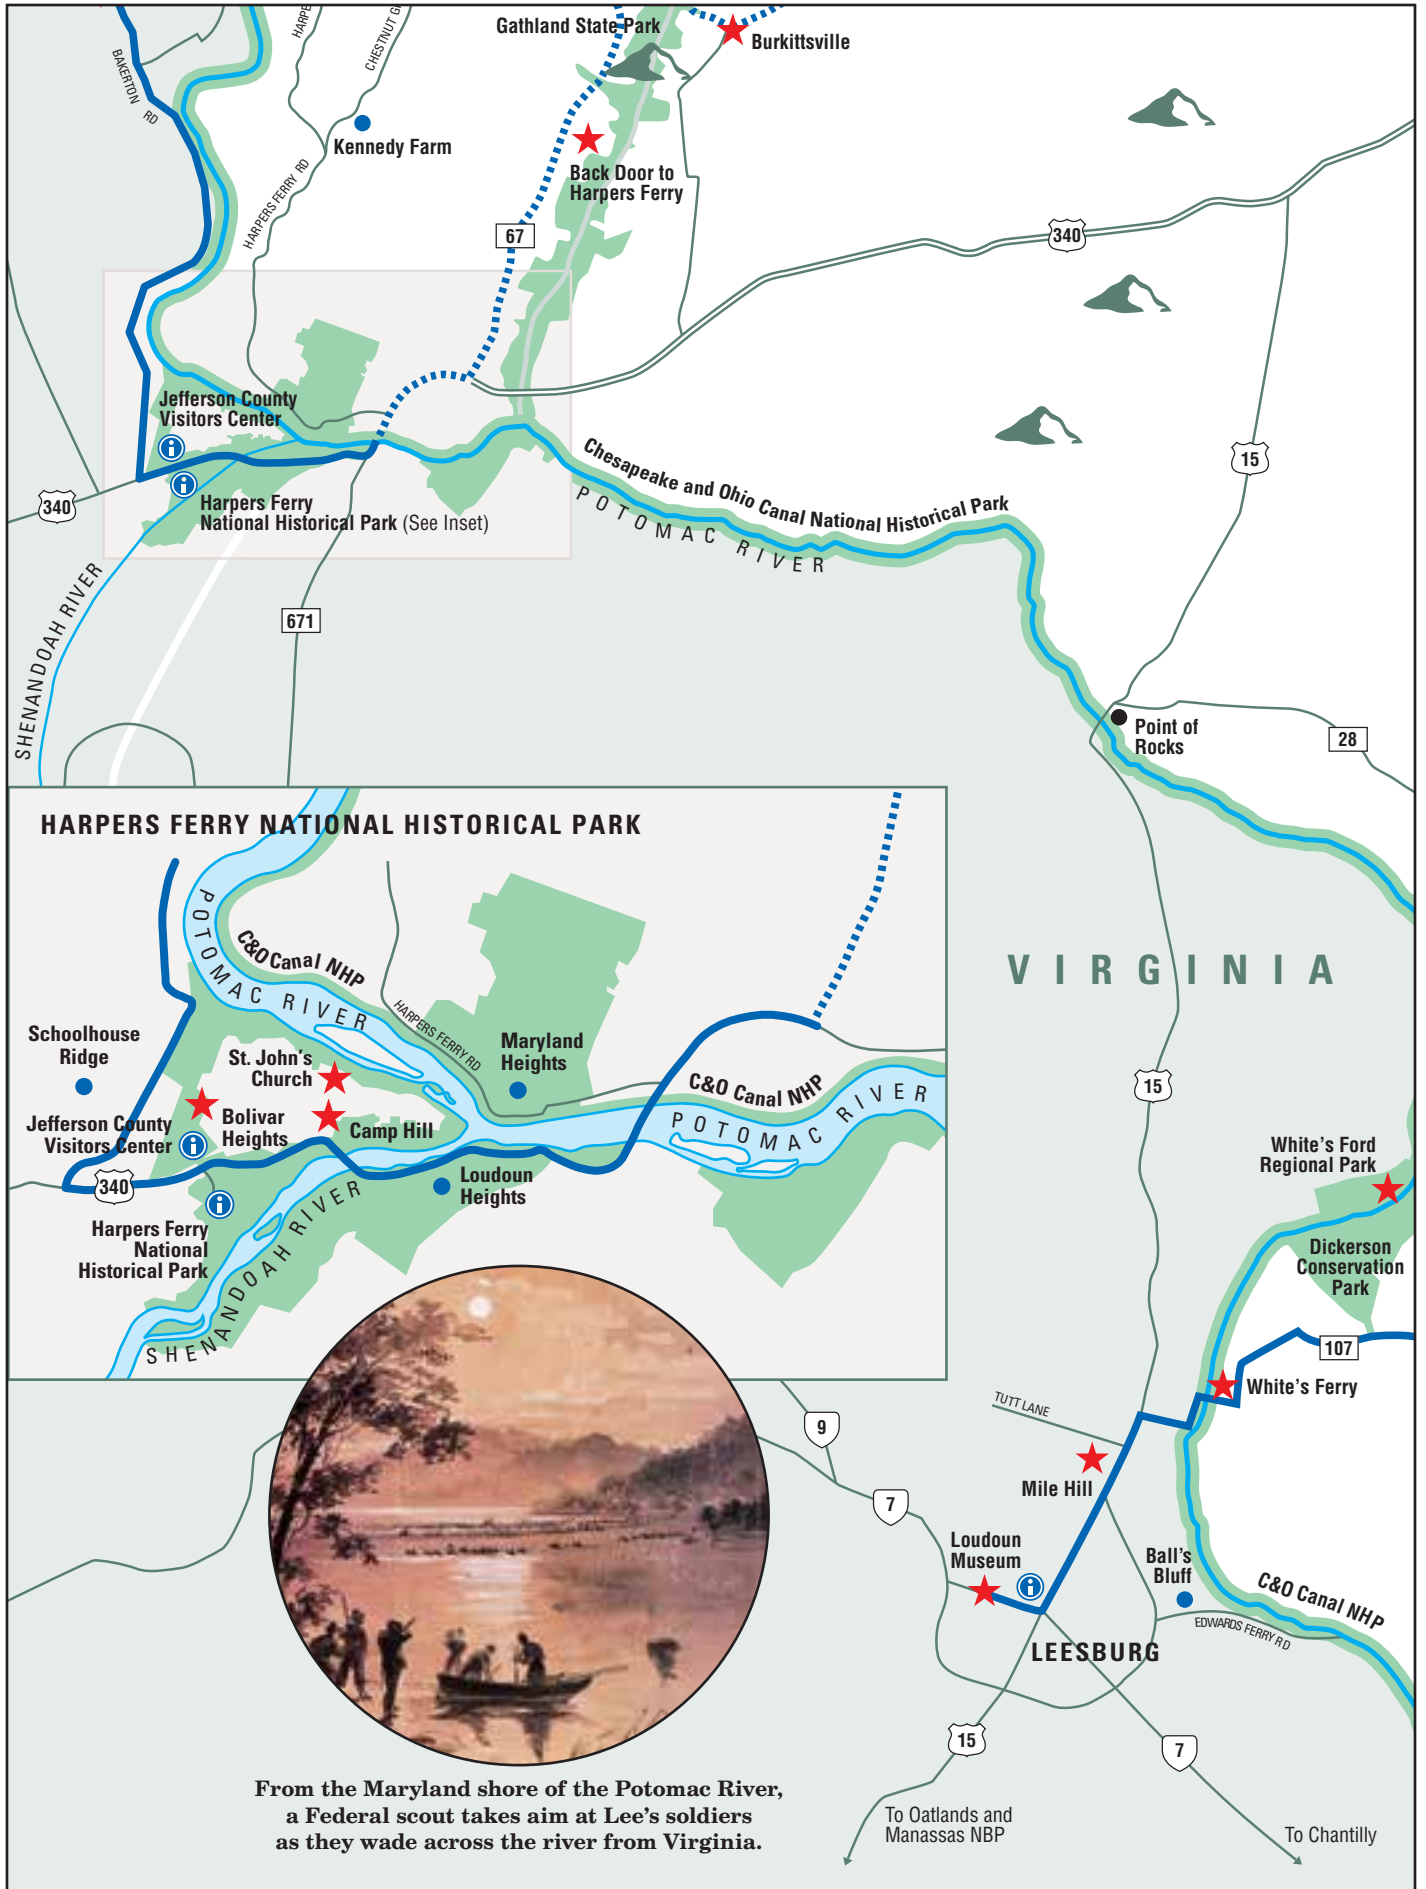 Gathland State Park
Burkittsville
BAKERTON RD
HARPE
CHESTNUT G
Kennedy Farm
HARPERS FERRY RD
Back Door to
Harpers Ferry
67
340
Jefferson County
Visitors Center
Harpers Ferry
National Historical Park (See Inset)
340
15
Chesapeake and Ohio Canal National Historical Park
POTOMAC RIVER
SHENANDOAH RIVER
671
Point of
Rocks
28
HARPERS FERRY NATIONAL HISTORICAL PARK
POTOMAC RIVER
C&O Canal NHP
HARPERS FERRY RD
Schoolhouse
Ridge
St. John's
Church
Maryland
Heights
C&O Canal NHP
POTOMAC RIVER
Jefferson County
Visitors Center
Bolivar
Heights
Camp Hill
340
Loudoun
Heights
Harpers Ferry
National
Historical Park
SHENANDOAH RIVER
VIRGINIA
15
White's Ford
Regional Park
Dickerson
Conservation
Park
107
White's Ferry
TUTT LANE
9
Mile Hill
7
Loudoun
Museum
Ball's
Bluff
C&O Canal NHP
EDWARDS FERRY RD
LEESBURG
15
7
To Oatlands and
Manassas NBP
To Chantilly
From the Maryland shore of the Potomac River,
a Federal scout takes aim at Lee's soldiers
as they wade across the river from Virginia.